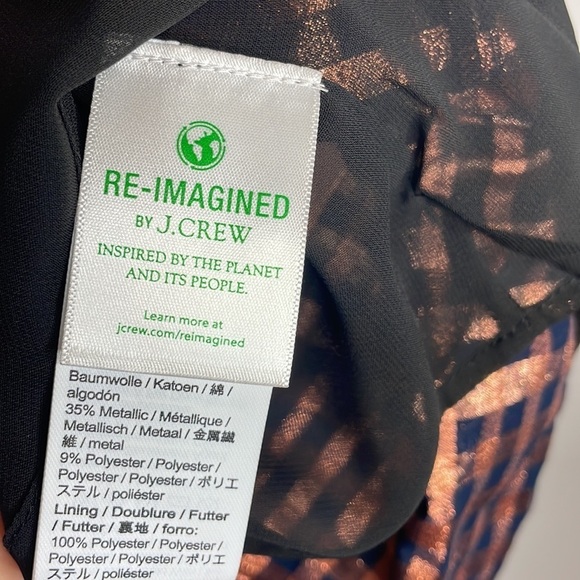 RE-IMAGINED
BY J.CREW
INSPIRED BY THE PLANET
AND ITS PEOPLE.
Learn more at
jcrew.com/reimagined
Baumwolle / Katoen / 綿 /
algodón
35% Metallic / Métallique /
Metallisch / Metaal / 金属繊
維 / metal
9% Polyester / Polyester /
Polyester / Polyester / ポリエ
ステル / poliéster
Lining / Doublure / Futter
/ Futter / 裏地 / forro:
100% Polyester / Polyester /
Polyester / Polyester / ポリエ
ステル / poliéster